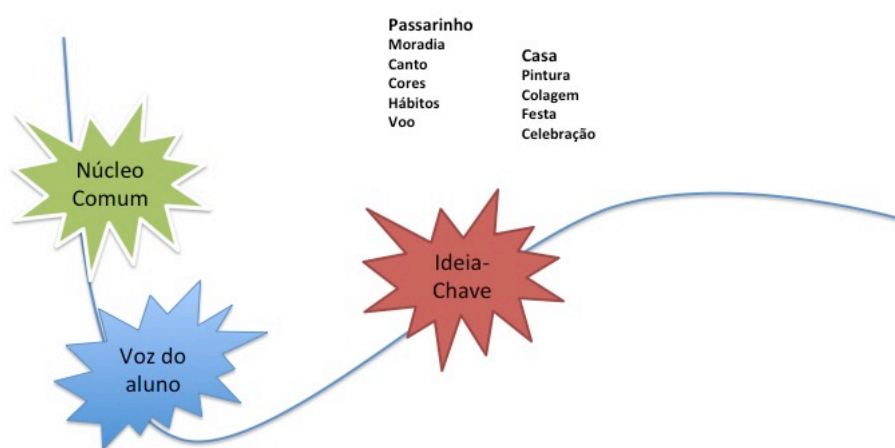 Passarinho
Moradia
Canto
Cores
Hábitos
Voo
Casa
Pintura
Colagem
Festa
Celebração
Núcleo
Comum
Ideia-
Chave
Voz do
aluno